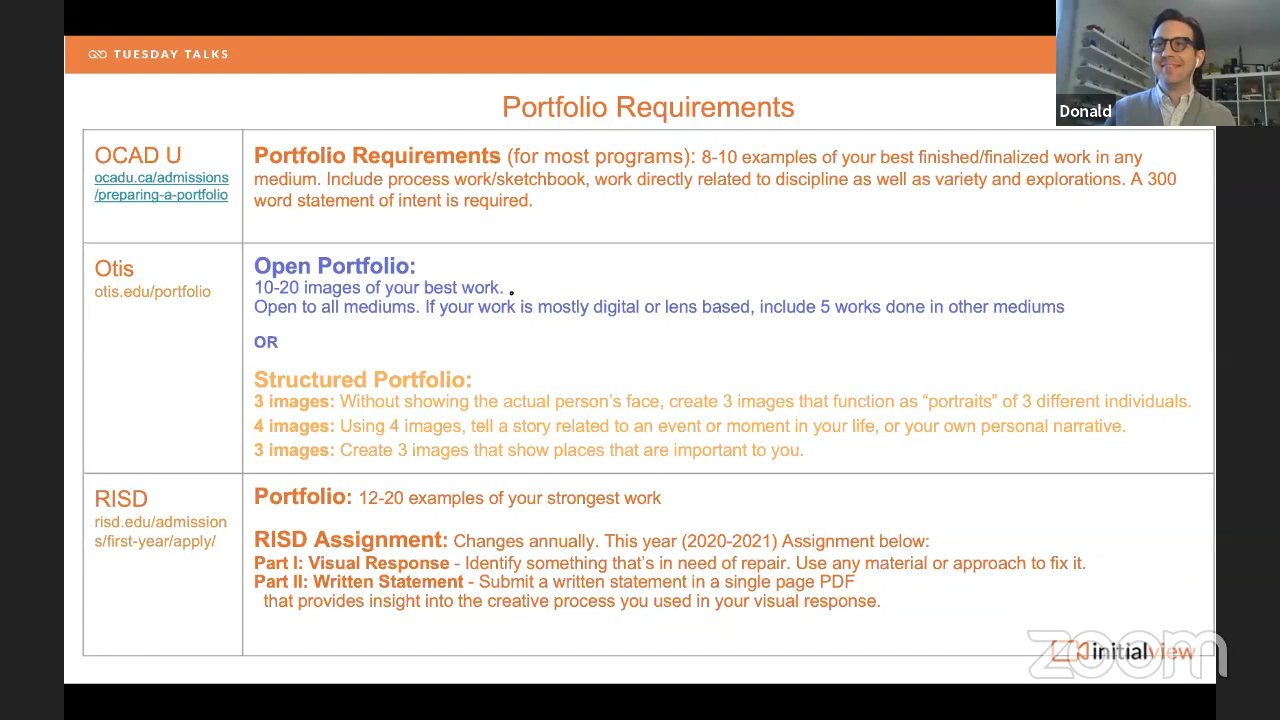 TUESDAY TALKS
Donald
Portfolio Requirements
OCAD U
ocadu.ca/admissions
/preparing-a-portfolio
Portfolio Requirements (for most programs): 8-10 examples of your best finished/finalized work in any
medium. Include process work/sketchbook, work directly related to discipline as well as variety and explorations. A 300
word statement of intent is required.
Otis
otis.edu/portfolio
Open Portfolio:
10-20 images of your best work.
Open to all mediums. If your work is mostly digital or lens based, include 5 works done in other mediums
OR
Structured Portfolio:
3 images: Without showing the actual person’s face, create 3 images that function as “portraits” of 3 different individuals.
4 images: Using 4 images, tell a story related to an event or moment in your life, or your own personal narrative.
3 images: Create 3 images that show places that are important to you.
RISD
risd.edu/admission
s/first-year/apply/
Portfolio: 12-20 examples of your strongest work
RISD Assignment: Changes annually. This year (2020-2021) Assignment below:
Part I: Visual Response - Identify something that’s in need of repair. Use any material or approach to fix it.
Part II: Written Statement - Submit a written statement in a single page PDF
that provides insight into the creative process you used in your visual response.
initialview
zoom